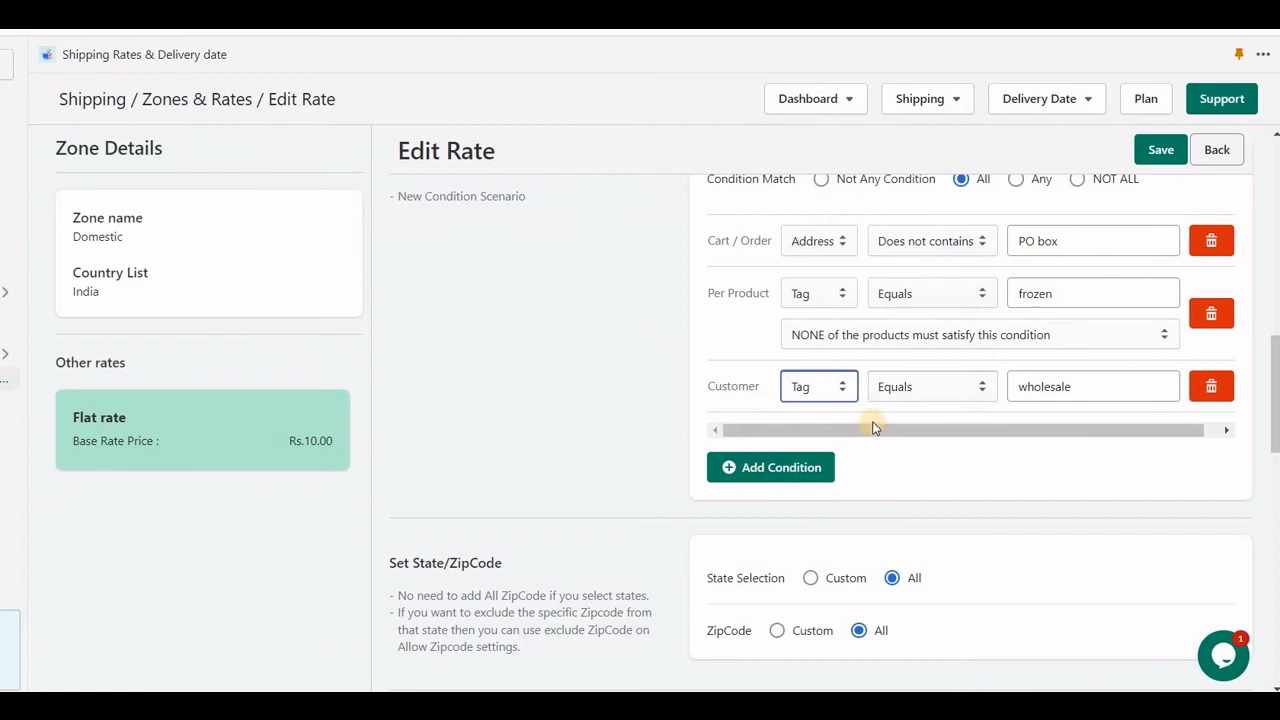 Shipping Rates & Delivery date
Shipping / Zones & Rates / Edit Rate
Dashboard
Shipping
Delivery Date
Plan
Support
Zone Details
Zone name
Domestic
Country List
India
Other rates
Flat rate
Base Rate Price : Rs.10.00
Edit Rate
Save
Back
- New Condition Scenario
Condition Match Not Any Condition All Any NOT ALL
Cart / Order Address Does not contains PO box
Per Product Tag Equals frozen
NONE of the products must satisfy this condition
Customer Tag Equals wholesale
Add Condition
Set State/ZipCode
- No need to add All ZipCode if you select states.
- If you want to exclude the specific Zipcode from
that state then you can use exclude ZipCode on
Allow Zipcode settings.
State Selection Custom All
ZipCode Custom All
1